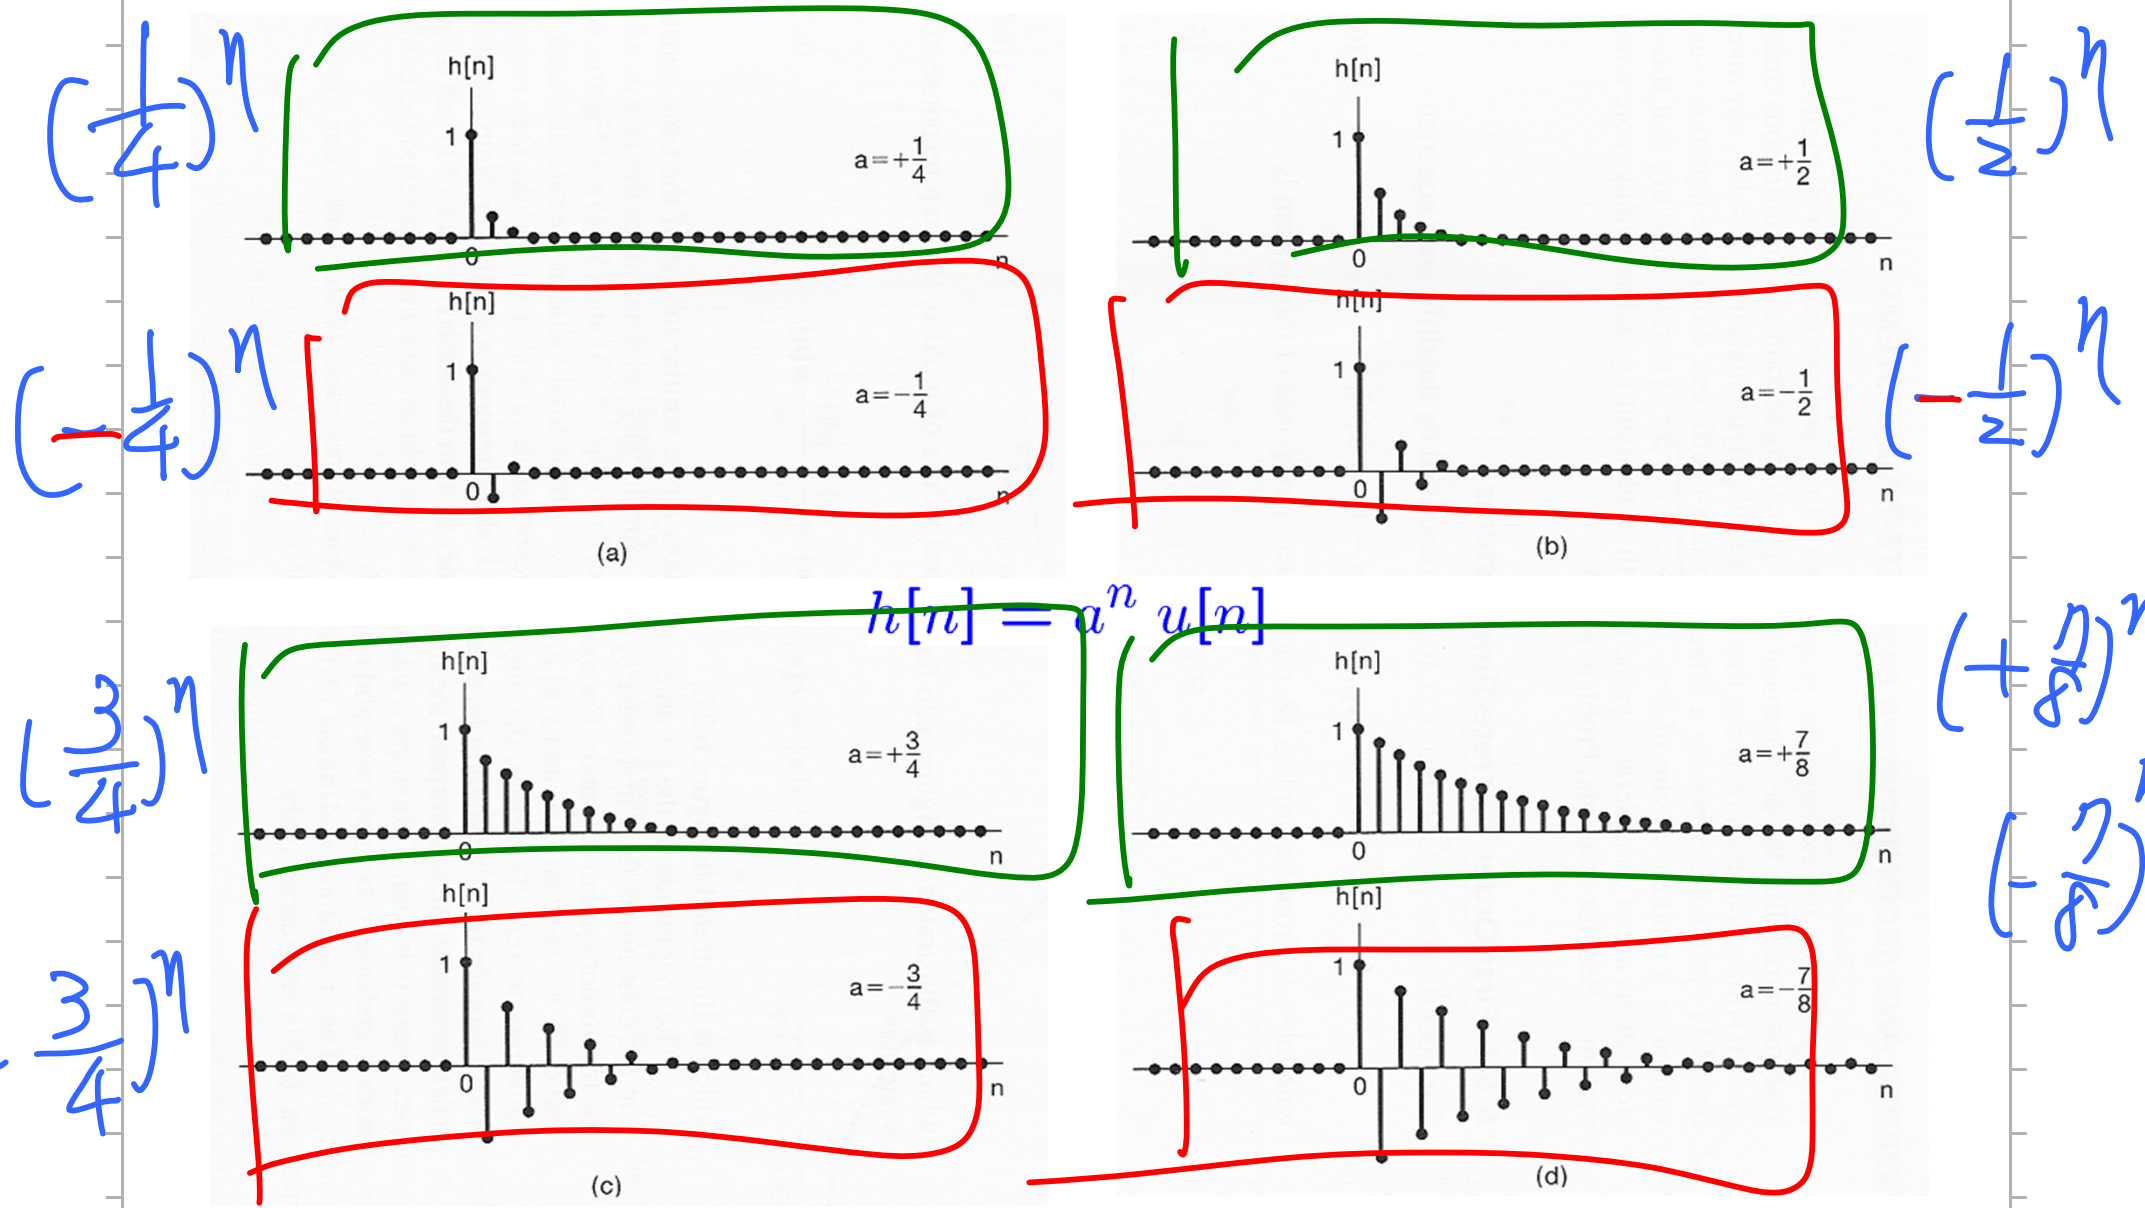 h[n]
1
a=+1/4
0
n
(1/4)^n
h[n]
1
a=+1/2
0
n
(1/2)^n
h[n]
1
a=-1/4
0
n
(-1/4)^n
(a)
h[n]
1
a=-1/2
0
n
(-1/2)^n
(b)
h[n] = a^n u[n]
h[n]
1
a=+3/4
0
n
(3/4)^n
h[n]
1
a=+7/8
0
n
(+7/8)^n
h[n]
1
a=-3/4
0
n
-3/4)^n
(c)
h[n]
1
a=-7/8
0
n
(-7/8)^n
(d)